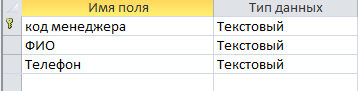 Имя поля Тип данных
код менеджера Текстовый
ФИО Текстовый
Телефон Текстовый